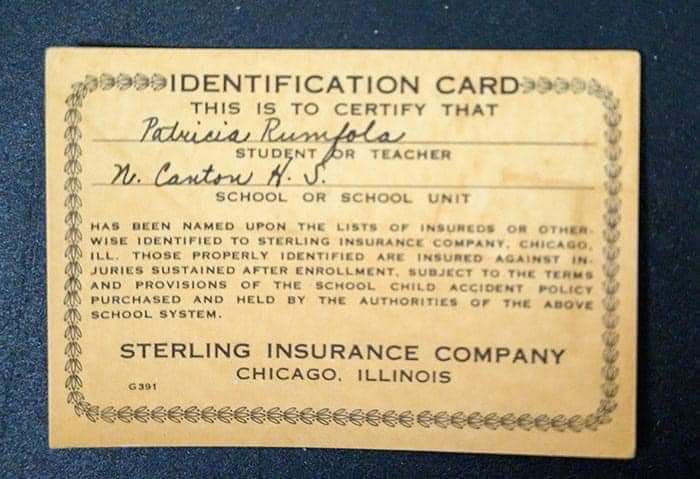 IDENTIFICATION CARD
THIS IS TO CERTIFY THAT
Patricia Rumfola
STUDENT OR TEACHER
N. Canton H. S.
SCHOOL OR SCHOOL UNIT
HAS BEEN NAMED UPON THE LISTS OF INSUREDS OR OTHER-
WISE IDENTIFIED TO STERLING INSURANCE COMPANY, CHICAGO,
ILL. THOSE PROPERLY IDENTIFIED ARE INSURED AGAINST IN-
JURIES SUSTAINED AFTER ENROLLMENT, SUBJECT TO THE TERMS
AND PROVISIONS OF THE SCHOOL CHILD ACCIDENT POLICY
PURCHASED AND HELD BY THE AUTHORITIES OF THE ABOVE
SCHOOL SYSTEM.
STERLING INSURANCE COMPANY
CHICAGO, ILLINOIS
G391